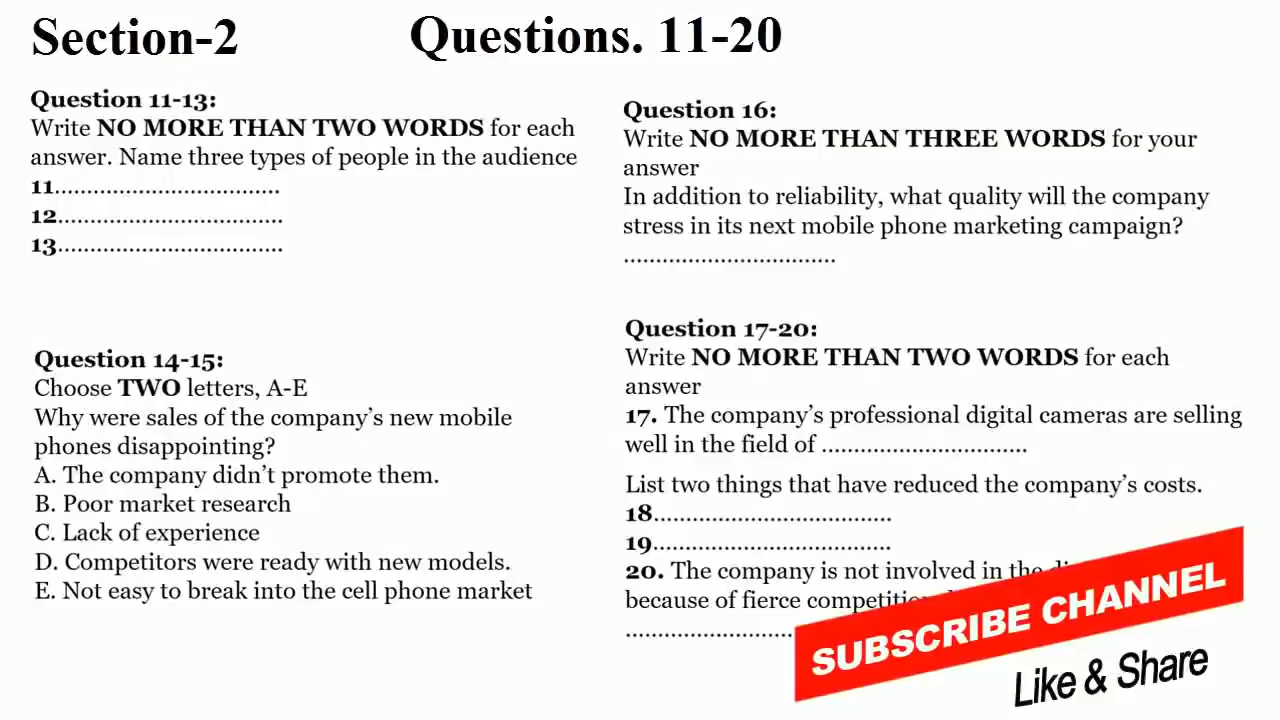 Section-2
Questions. 11-20
Question 11-13:
Write NO MORE THAN TWO WORDS for each
answer. Name three types of people in the audience
11...................................
12...................................
13...................................
Question 14-15:
Choose TWO letters, A-E
Why were sales of the company's new mobile
phones disappointing?
A. The company didn't promote them.
B. Poor market research
C. Lack of experience
D. Competitors were ready with new models.
E. Not easy to break into the cell phone market
Question 16:
Write NO MORE THAN THREE WORDS for your
answer
In addition to reliability, what quality will the company
stress in its next mobile phone marketing campaign?
.................................
Question 17-20:
Write NO MORE THAN TWO WORDS for each
answer
17. The company's professional digital cameras are selling
well in the field of ................................
List two things that have reduced the company's costs.
18.....................................
19.....................................
20. The company is not involved in the
because of fierce
..........................
SUBSCRIBE CHANNEL
Like & Share